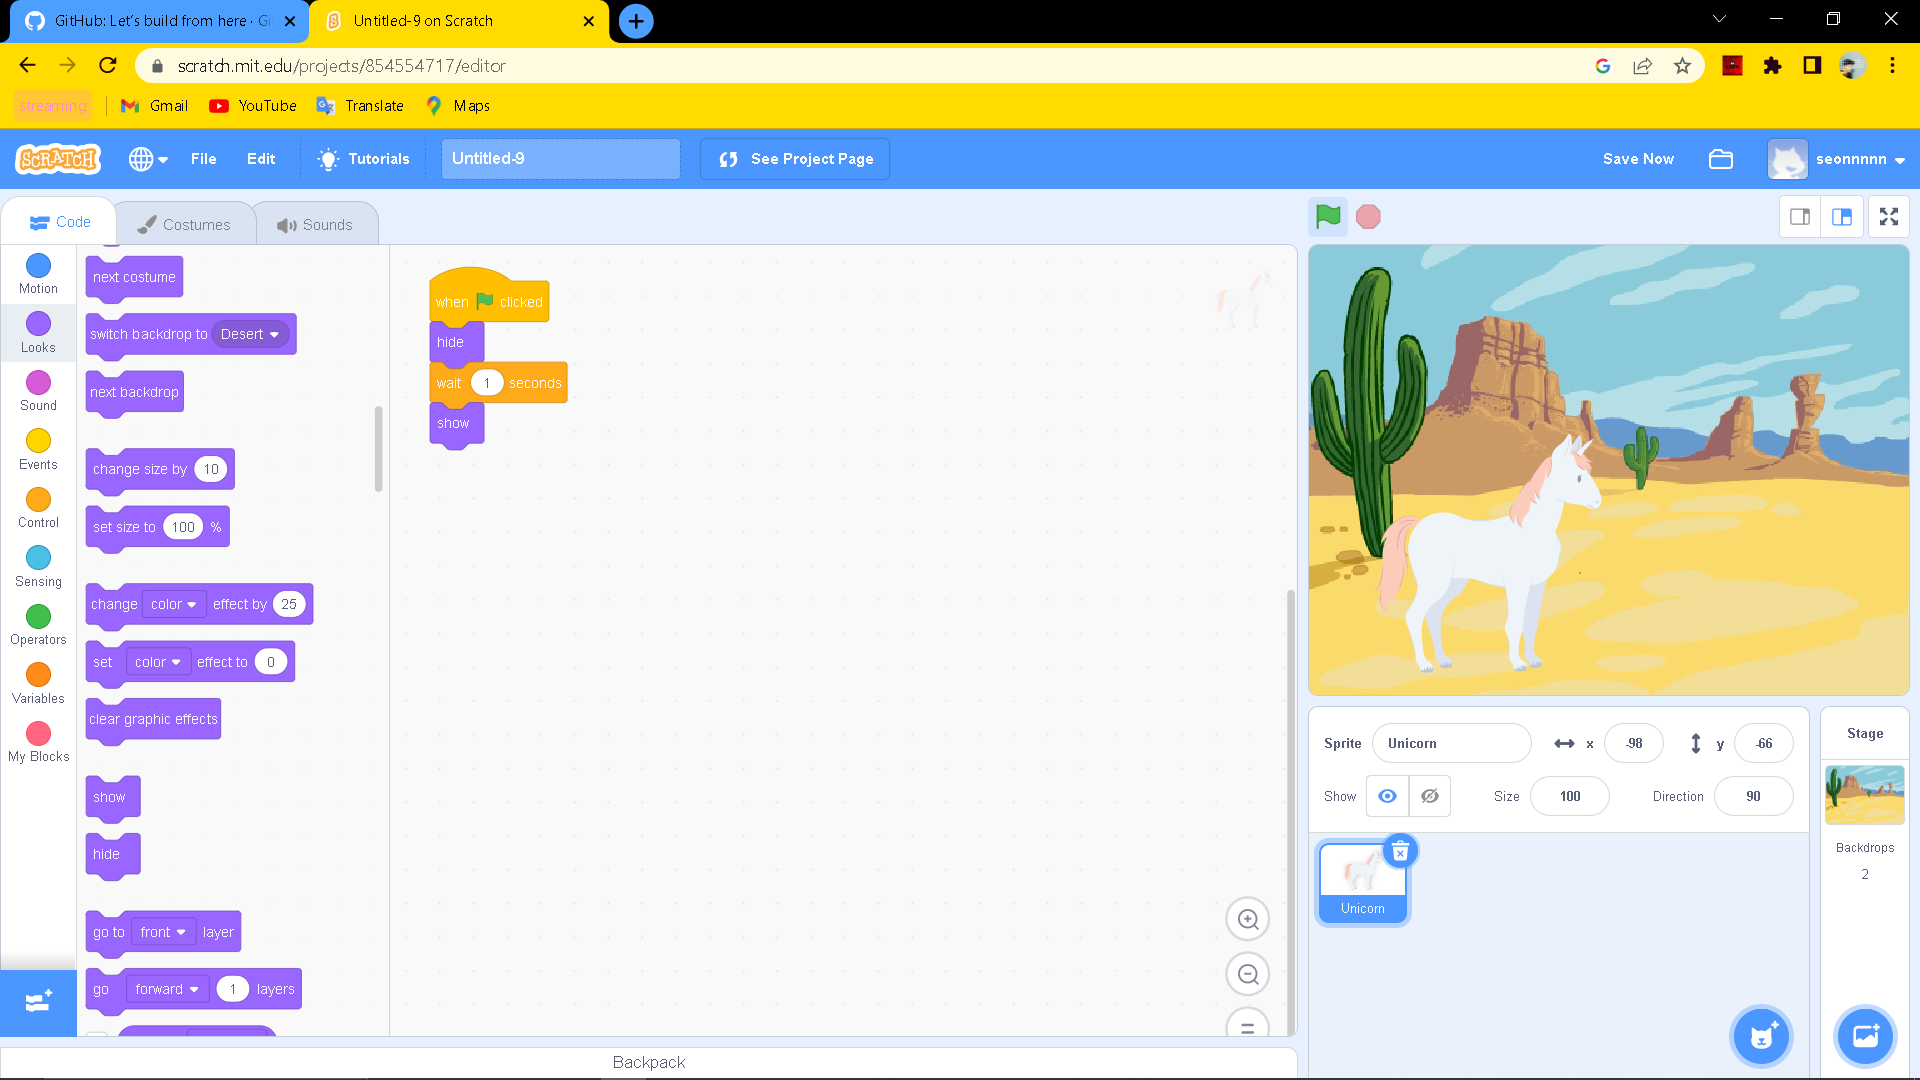 GitHub: Let's build from here · Gi
Untitled-9 on Scratch
scratch.mit.edu/projects/854554717/editor
streaming
Gmail
YouTube
Translate
Maps
SCRATCH
File
Edit
Tutorials
Untitled-9
See Project Page
Save Now
seonnnnn
Code
Costumes
Sounds
Motion
Looks
Sound
Events
Control
Sensing
Operators
Variables
My Blocks
next costume
switch backdrop to Desert
next backdrop
change size by 10
set size to 100 %
change color effect by 25
set color effect to 0
clear graphic effects
show
hide
go to front layer
go forward 1 layers
when clicked
hide
wait 1 seconds
show
Sprite Unicorn x -98 y -66
Show Size 100 Direction 90
Unicorn
Stage
Backdrops
2
Backpack